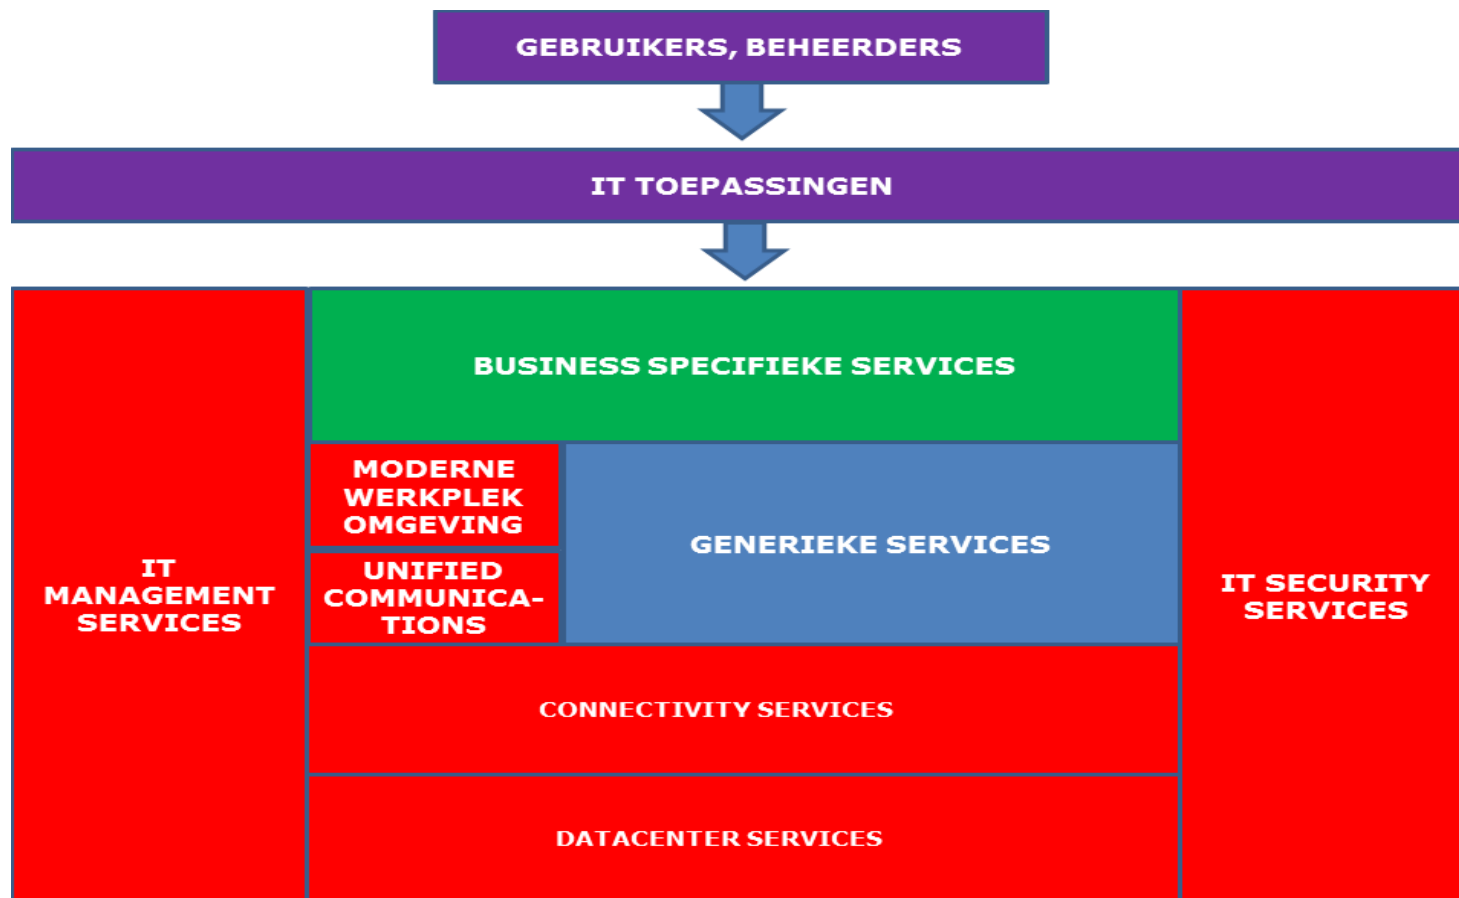 GEBRUIKERS, BEHEERDERS
IT TOEPASSINGEN
BUSINESS SPECIFIEKE SERVICES
MODERNE
WERKPLEK
OMGEVING
GENERIEKE SERVICES
IT
MANAGEMENT
SERVICES
UNIFIED
COMMUNICA-
TIONS
IT SECURITY
SERVICES
CONNECTIVITY SERVICES
DATACENTER SERVICES